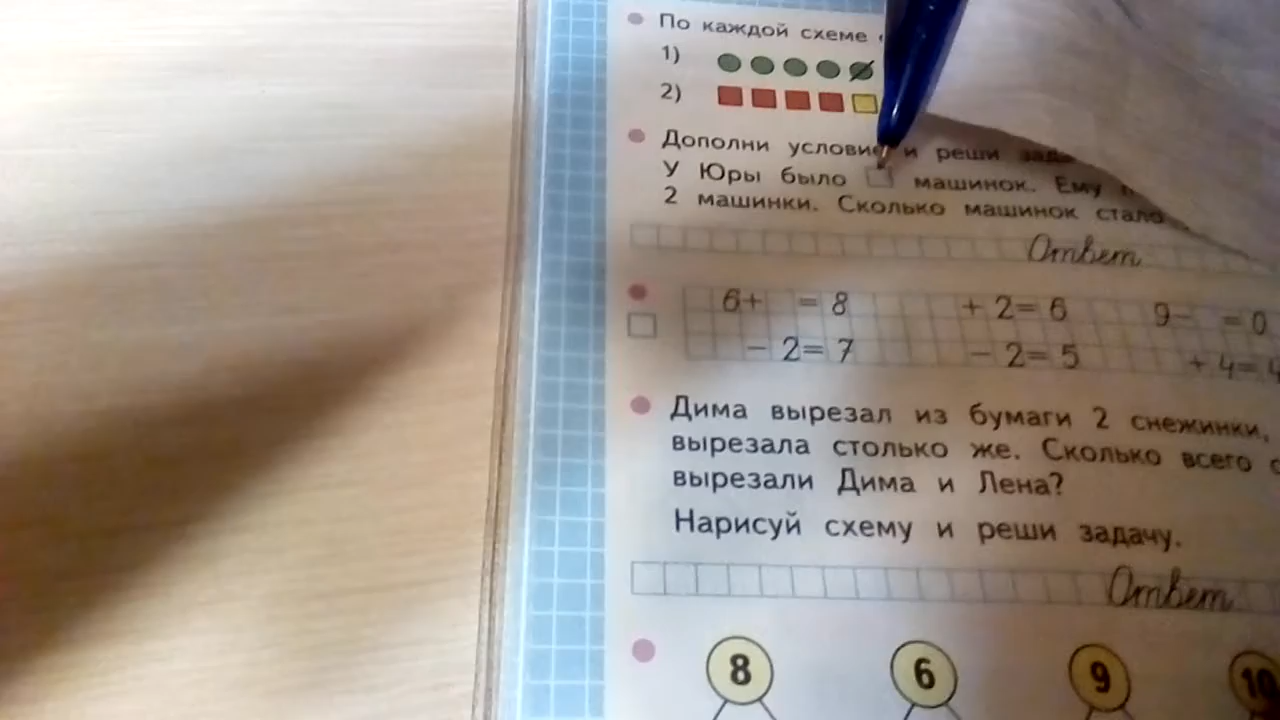 По каждой схеме
1)
2)
Дополни условие и реши
У Юры было машинок. Ему
2 машинки. Сколько машинок стало
Ответ
6+ = 8 + 2= 6 9- = 0
- 2= 7 - 2= 5 + 4=
Дима вырезал из бумаги 2 снежинки,
вырезала столько же. Сколько всего
вырезали Дима и Лена?
Нарисуй схему и реши задачу.
Ответ
8 6 9 10